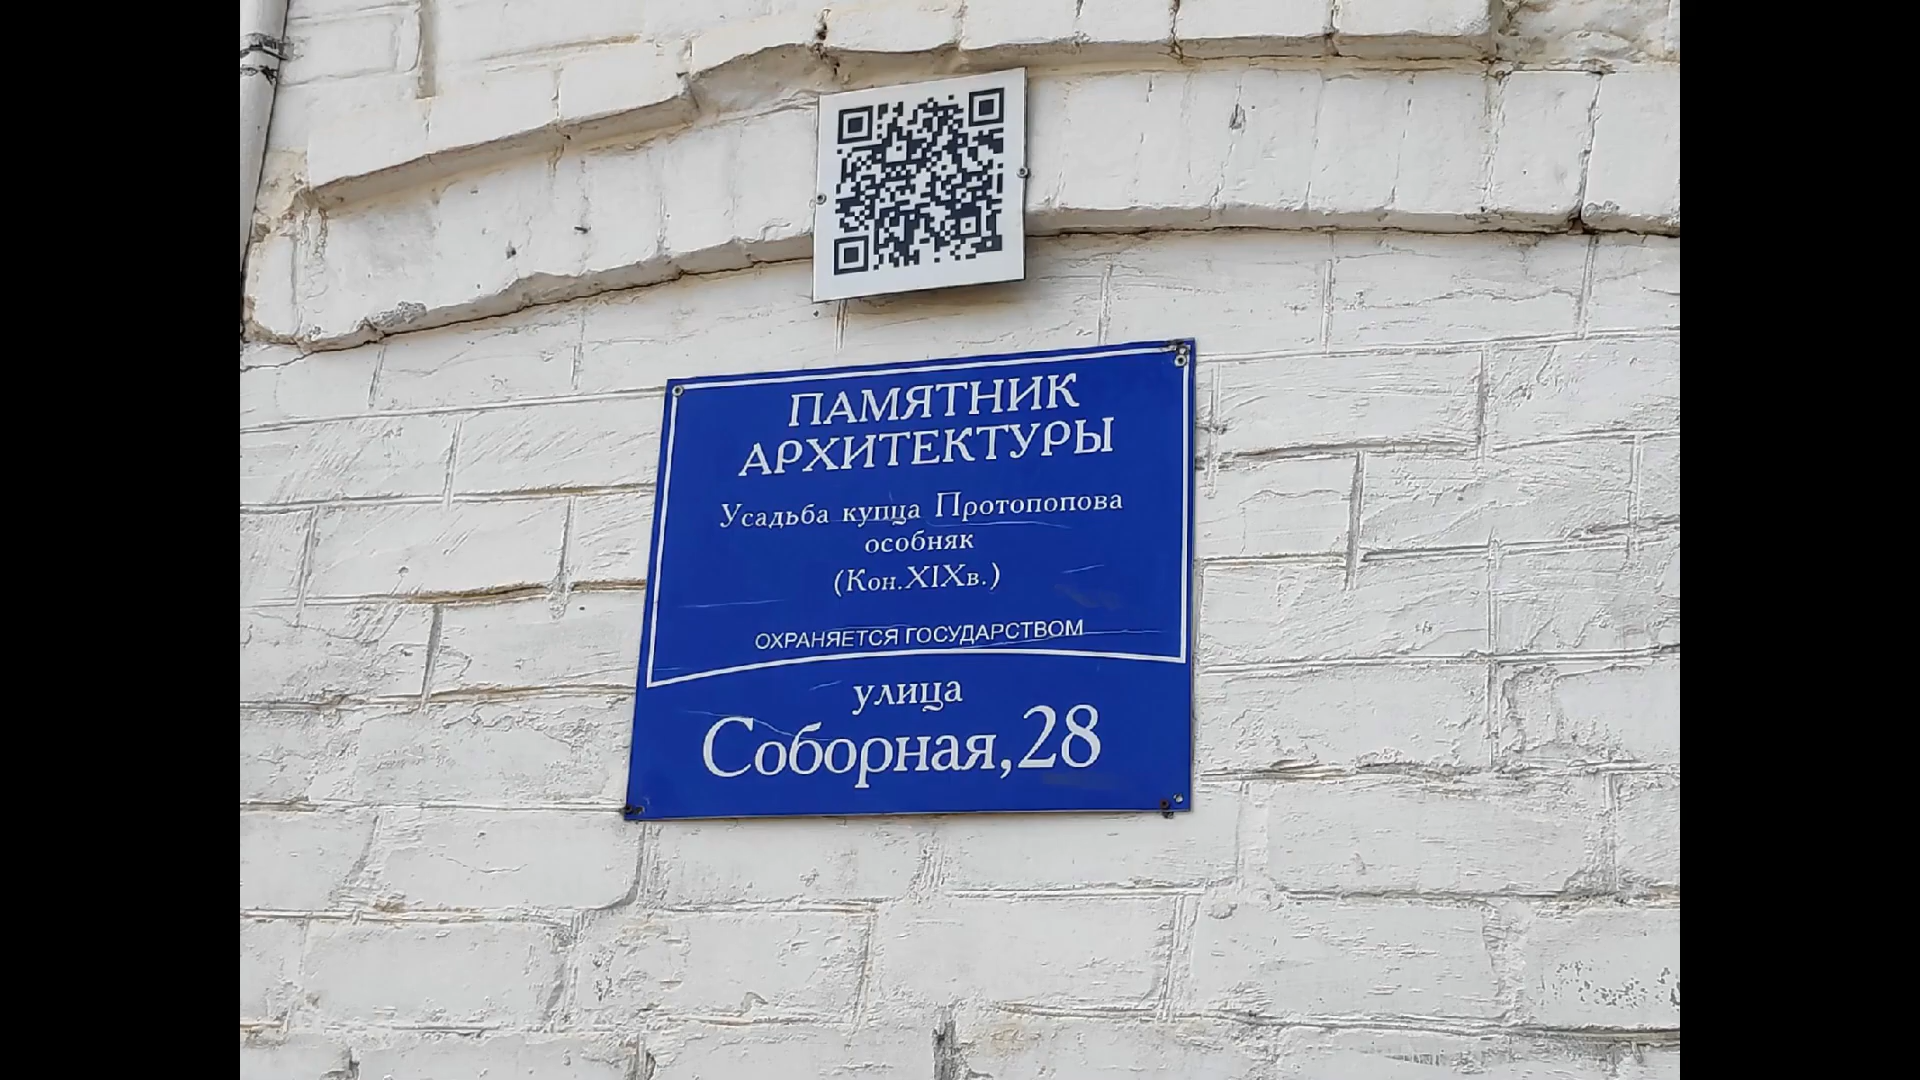 ПАМЯТНИК
АРХИТЕКТУРЫ
Усадьба купца Протопопова
особняк
(Кон.XIXв.)
ОХРАНЯЕТСЯ ГОСУДАРСТВОМ
улица
Соборная,28